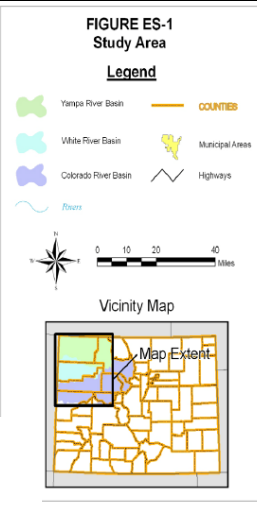 FIGURE ES-1
Study Area
Legend
Yampa River Basin
COUNTIES
White River Basin
Municipal Areas
Colorado River Basin
Highways
Rivers
N
W E
S
0 10 20 40
Miles
Vicinity Map
Map Extent